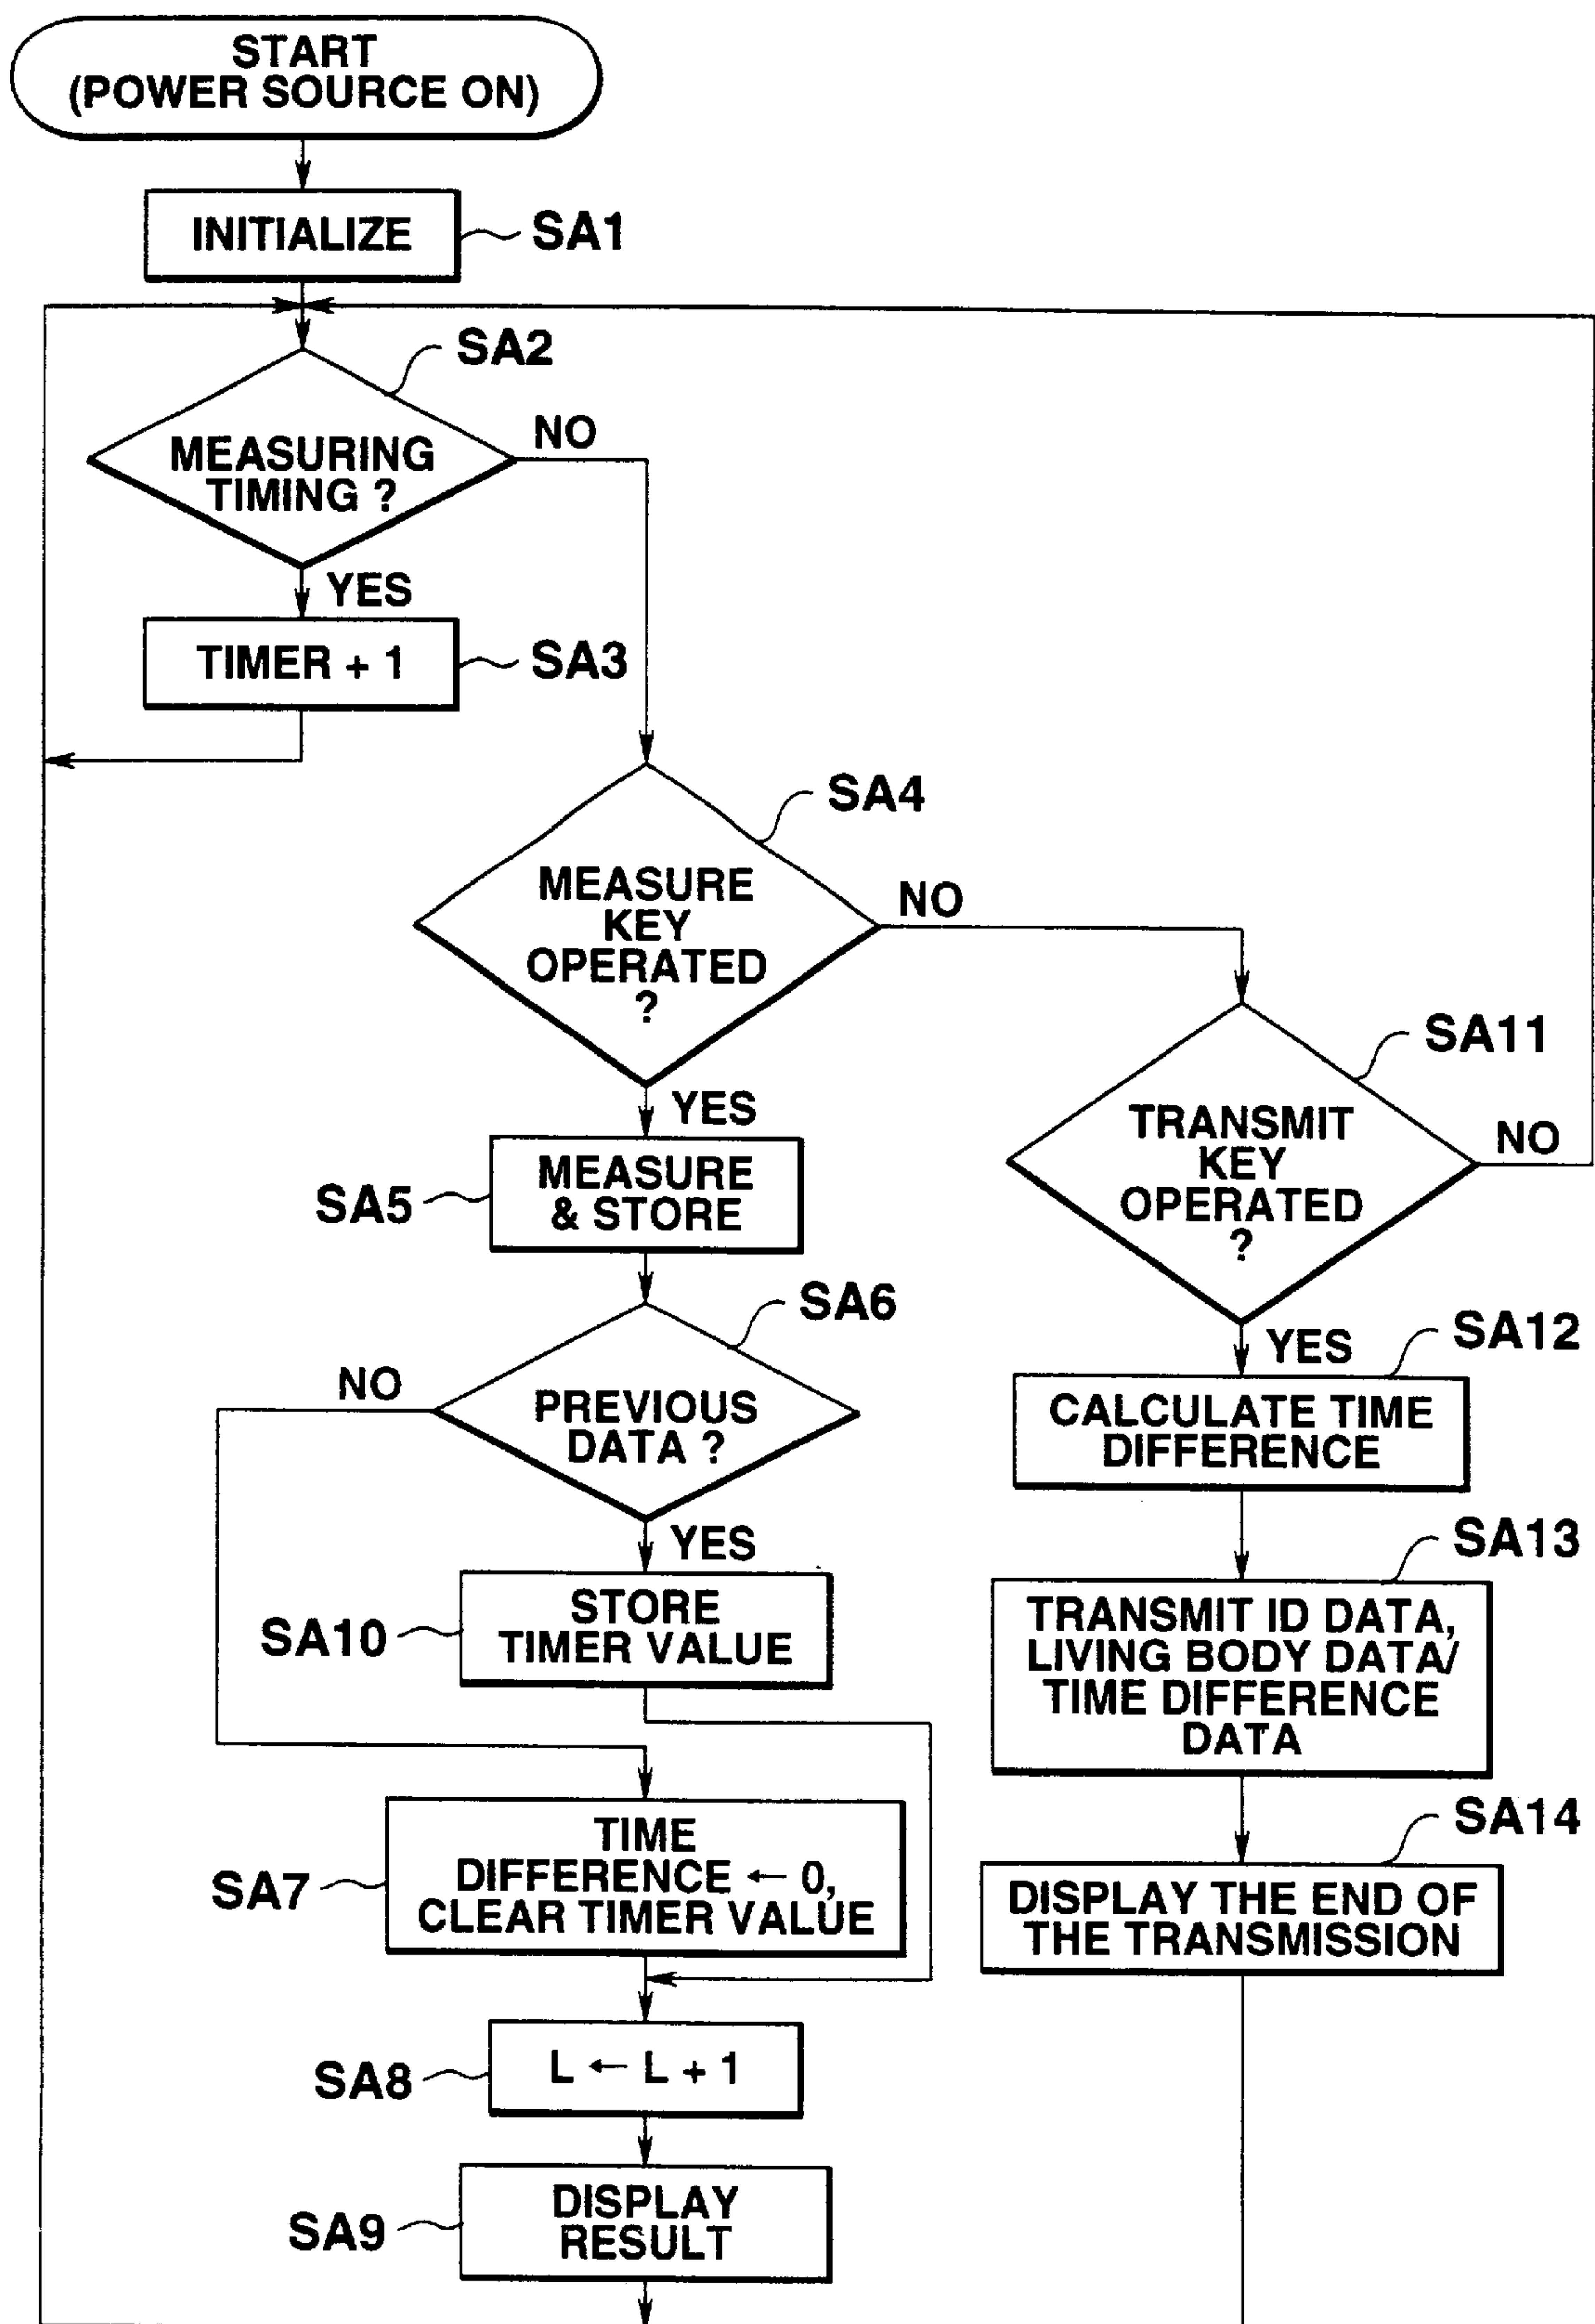 START
(POWER SOURCE ON)
INITIALIZE
SA1
SA2
MEASURING
TIMING ?
NO
YES
TIMER + 1
SA3
SA4
MEASURE
KEY
OPERATED
?
NO
YES
SA11
TRANSMIT
KEY
OPERATED
?
NO
YES
SA5
MEASURE
& STORE
SA6
PREVIOUS
DATA ?
NO
YES
SA12
CALCULATE TIME
DIFFERENCE
SA10
STORE
TIMER VALUE
SA13
TRANSMIT ID DATA,
LIVING BODY DATA/
TIME DIFFERENCE
DATA
SA7
TIME
DIFFERENCE ← 0,
CLEAR TIMER VALUE
SA14
DISPLAY THE END OF
THE TRANSMISSION
SA8
L ← L + 1
SA9
DISPLAY
RESULT